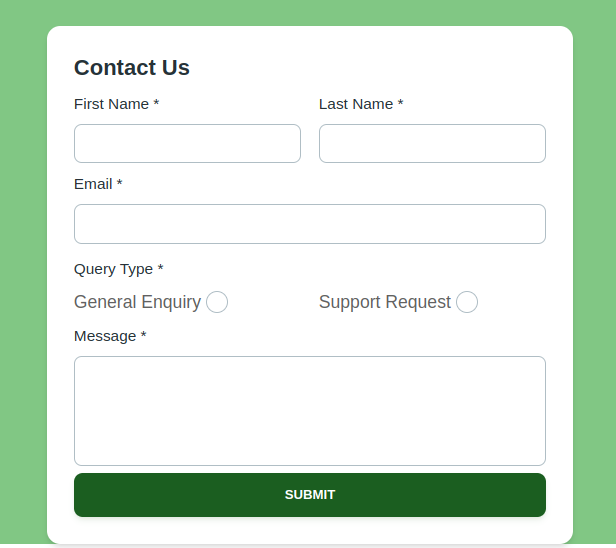 Contact Us
First Name * Last Name *
Email *
Query Type *
General Enquiry Support Request
Message *
SUBMIT